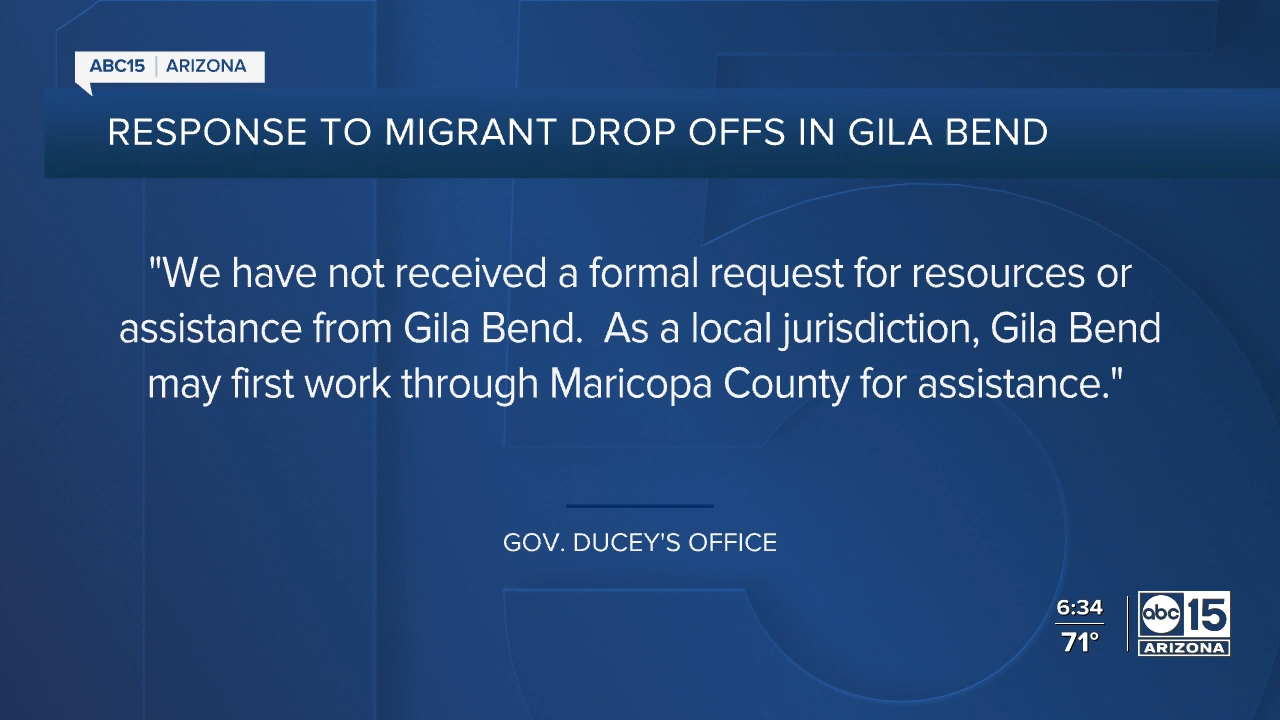 ABC15 | ARIZONA
RESPONSE TO MIGRANT DROP OFFS IN GILA BEND
"We have not received a formal request for resources or
assistance from Gila Bend.  As a local jurisdiction, Gila Bend
may first work through Maricopa County for assistance."
GOV. DUCEY'S OFFICE
6:34
71°
abc 15
ARIZONA